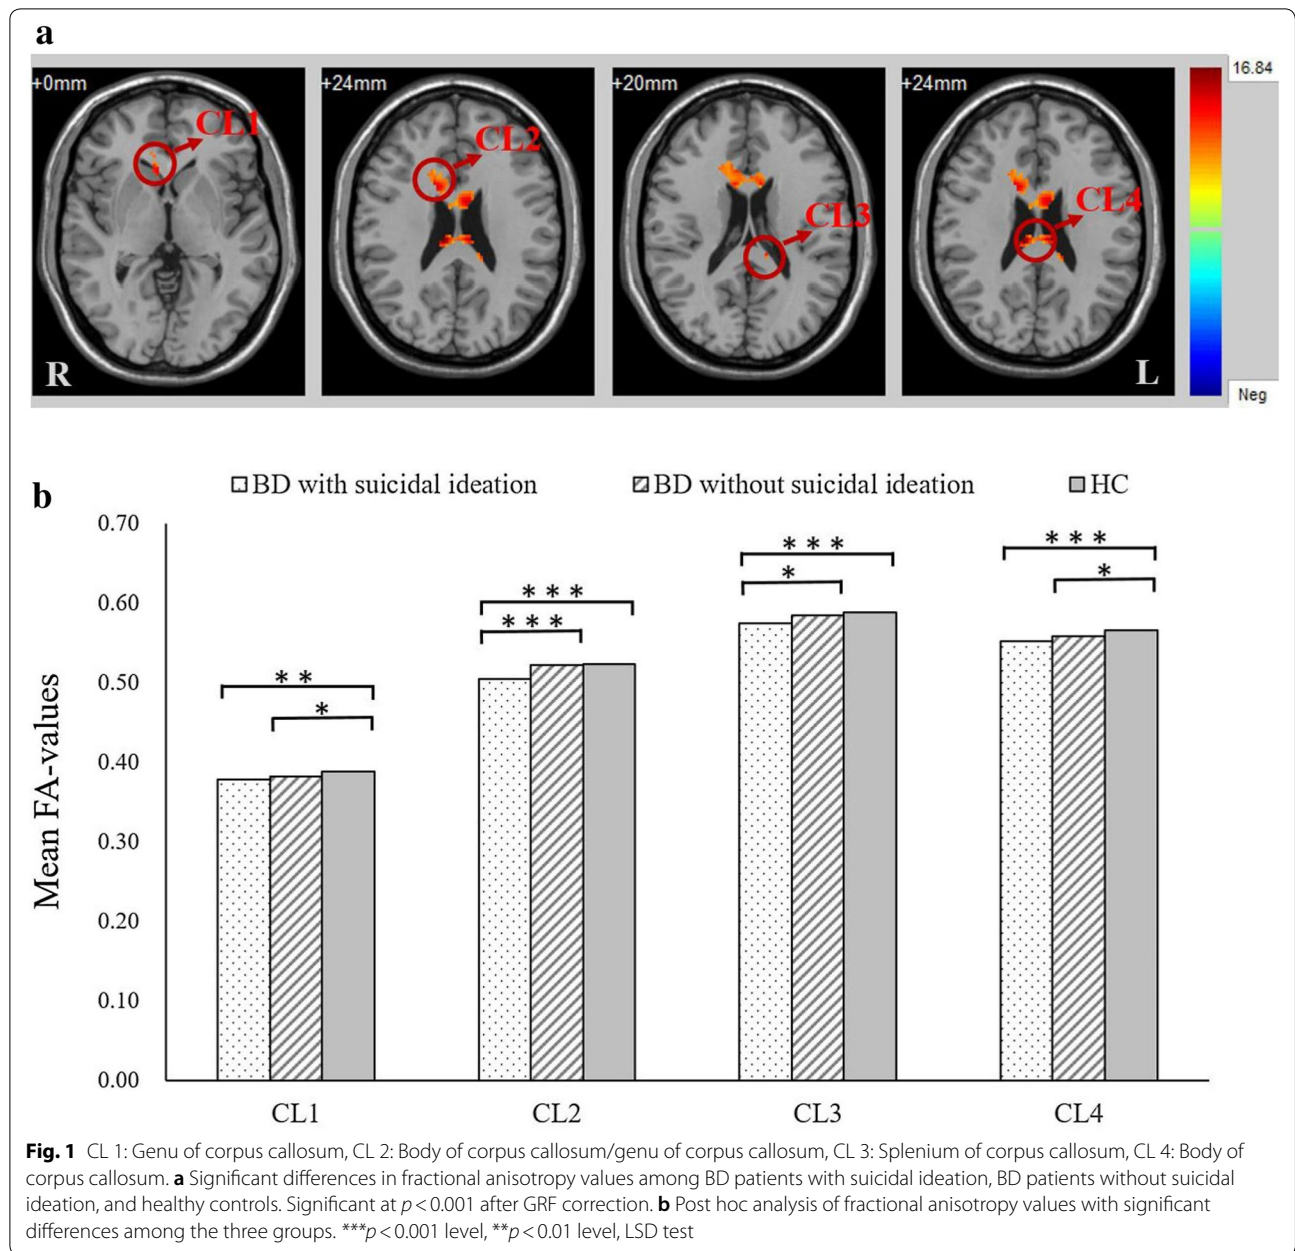 a
+0mm
+24mm
+20mm
+24mm
16.84
CL1
CL2
CL3
CL4
R
L
Neg
b
BD with suicidal ideation
BD without suicidal ideation
HC
Mean FA-values
0.70
0.60
0.50
0.40
0.30
0.20
0.10
0.00
* *
*
* * *
* * *
* * *
*
* * *
*
CL1
CL2
CL3
CL4
Fig. 1 CL 1: Genu of corpus callosum, CL 2: Body of corpus callosum/genu of corpus callosum, CL 3: Splenium of corpus callosum, CL 4: Body of
corpus callosum. a Significant differences in fractional anisotropy values among BD patients with suicidal ideation, BD patients without suicidal
ideation, and healthy controls. Significant at p < 0.001 after GRF correction. b Post hoc analysis of fractional anisotropy values with significant
differences among the three groups. ***p < 0.001 level, **p < 0.01 level, LSD test